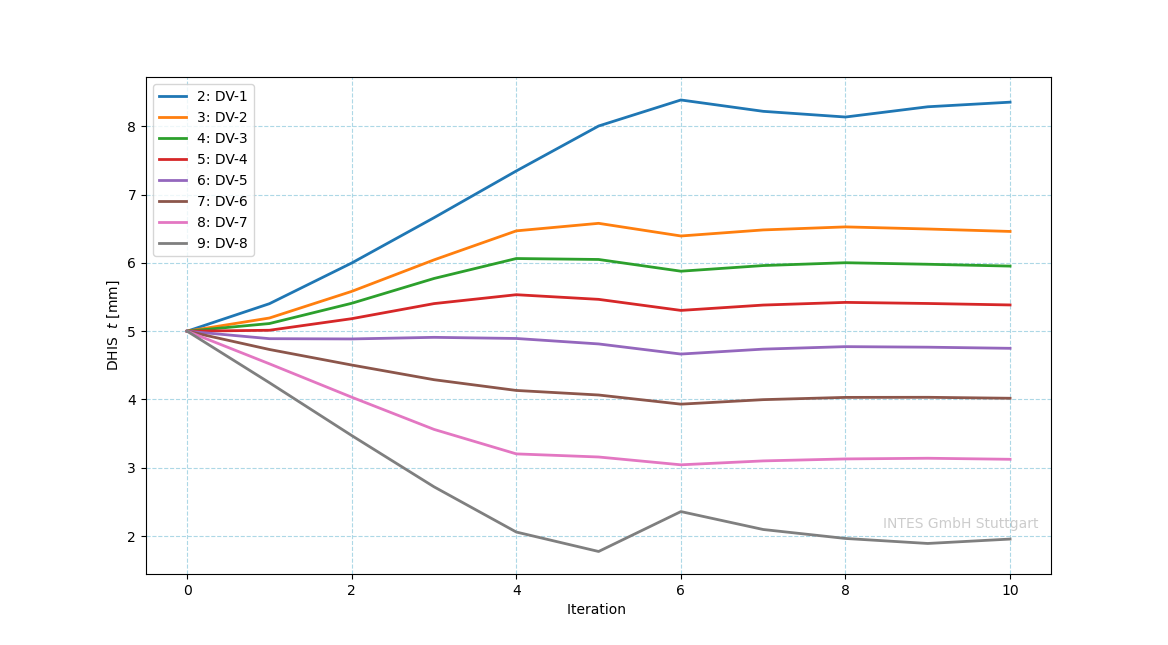 2: DV-1
3: DV-2
4: DV-3
5: DV-4
6: DV-5
7: DV-6
8: DV-7
9: DV-8
8
7
6
5
4
3
2
DHIS t [mm]
INTES GmbH Stuttgart
0 2 4 6 8 10
Iteration